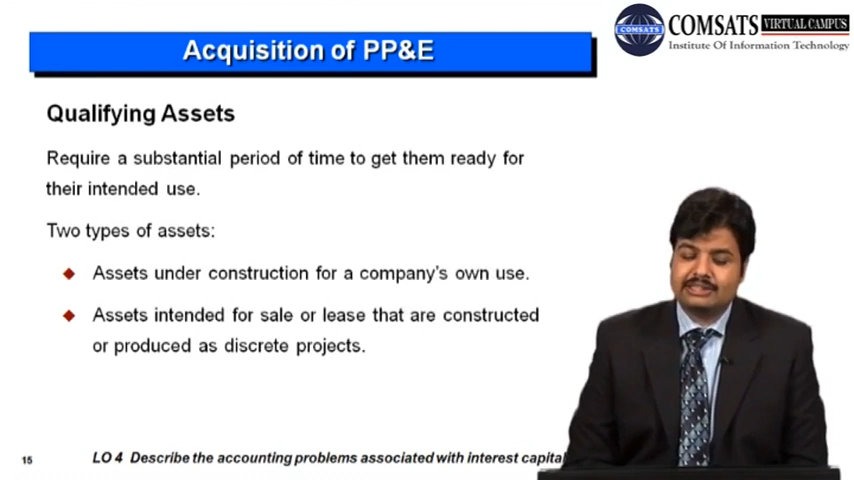 COMSATS VIRTUAL CAMPUS
COMSATS
Institute Of Information Technology
Acquisition of PP&E
Qualifying Assets
Require a substantial period of time to get them ready for
their intended use.
Two types of assets:
Assets under construction for a company's own use.
Assets intended for sale or lease that are constructed
or produced as discrete projects.
15
LO 4 Describe the accounting problems associated with interest capital